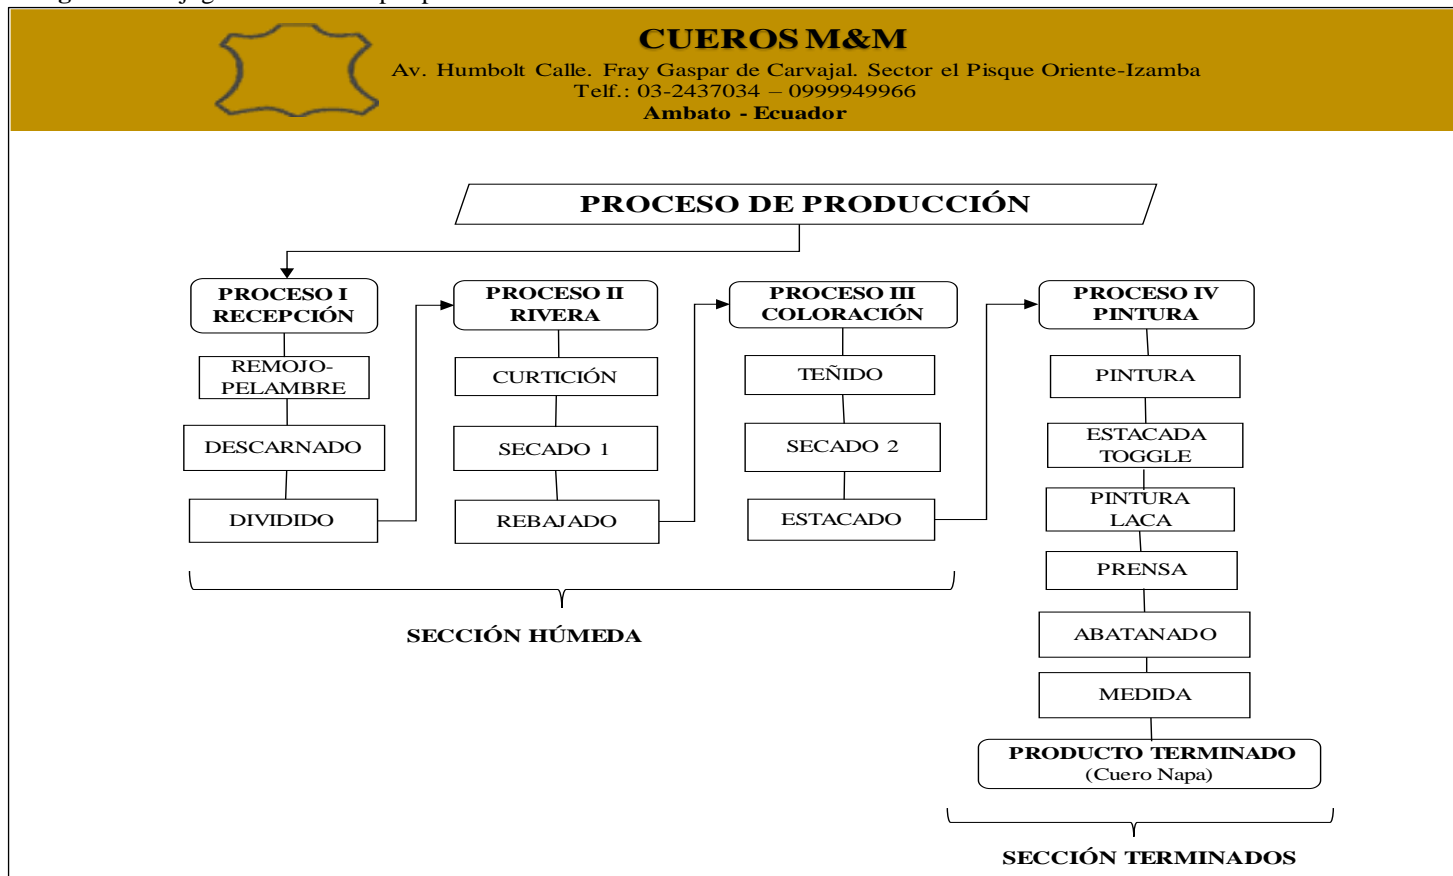 CUEROS M&M
Av. Humbolt Calle. Fray Gaspar de Carvajal. Sector el Pisque Oriente-Izamba
Telf.: 03-2437034 – 0999949966
Ambato - Ecuador
PROCESO DE PRODUCCIÓN
PROCESO I
RECEPCIÓN
REMOJO-
PELAMBRE
DESCARNADO
DIVIDIDO
PROCESO II
RIVERA
CURTICIÓN
SECADO 1
REBAJADO
PROCESO III
COLORACIÓN
TEÑIDO
SECADO 2
ESTACADO
SECCIÓN HÚMEDA
PROCESO IV
PINTURA
PINTURA
ESTACADA
TOGGLE
PINTURA
LACA
PRENSA
ABATANADO
MEDIDA
PRODUCTO TERMINADO
(Cuero Napa)
SECCIÓN TERMINADOS